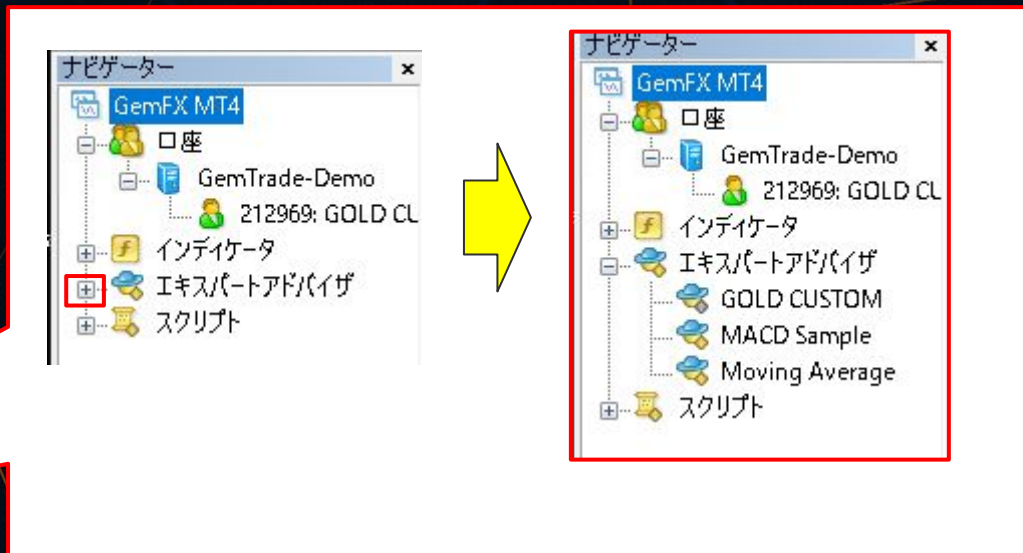 ナビゲーター
GemFX MT4
口座
GemTrade-Demo
212969: GOLD CL
インディケータ
エキスパートアドバイザ
スクリプト
ナビゲーター
GemFX MT4
口座
GemTrade-Demo
212969: GOLD CL
インディケータ
エキスパートアドバイザ
GOLD CUSTOM
MACD Sample
Moving Average
スクリプト